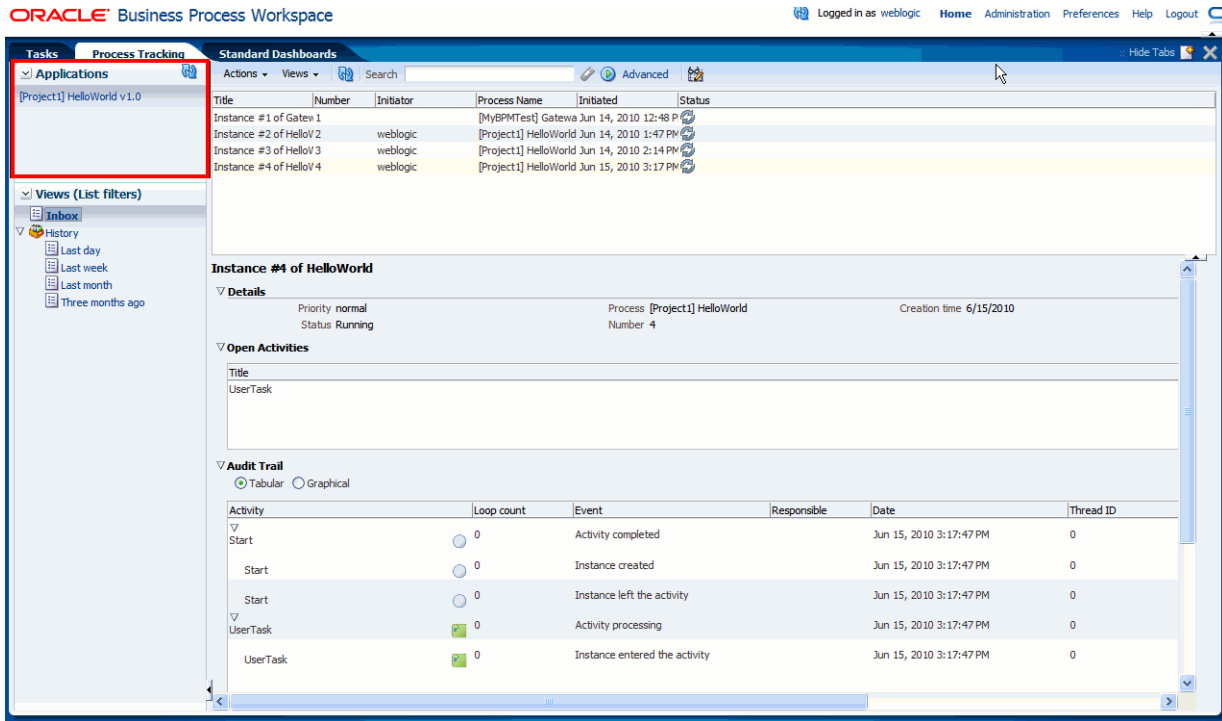 ORACLE Business Process Workspace
Logged in as weblogic Home Administration Preferences Help Logout
Tasks Process Tracking Standard Dashboards Hide Tabs
Applications
[Project1] HelloWorld v1.0
Actions Views Search Advanced
Title Number Initiator Process Name Initiated Status
Instance #1 of Gatew 1 [MyBPMTest] Gatewa Jun 14, 2010 12:48 P
Instance #2 of HelloW 2 weblogic [Project1] HelloWorld Jun 14, 2010 1:47 PM
Instance #3 of HelloW 3 weblogic [Project1] HelloWorld Jun 14, 2010 2:14 PM
Instance #4 of HelloW 4 weblogic [Project1] HelloWorld Jun 15, 2010 3:17 PM
Views (List filters)
Inbox
History
Last day
Last week
Last month
Three months ago
Instance #4 of HelloWorld
Details
Priority normal Process [Project1] HelloWorld Creation time 6/15/2010
Status Running Number 4
Open Activities
Title
UserTask
Audit Trail
Tabular Graphical
Activity Loop count Event Responsible Date Thread ID
Start 0 Activity completed Jun 15, 2010 3:17:47 PM 0
Start 0 Instance created Jun 15, 2010 3:17:47 PM 0
Start 0 Instance left the activity Jun 15, 2010 3:17:47 PM 0
UserTask 0 Activity processing Jun 15, 2010 3:17:47 PM 0
UserTask 0 Instance entered the activity Jun 15, 2010 3:17:47 PM 0